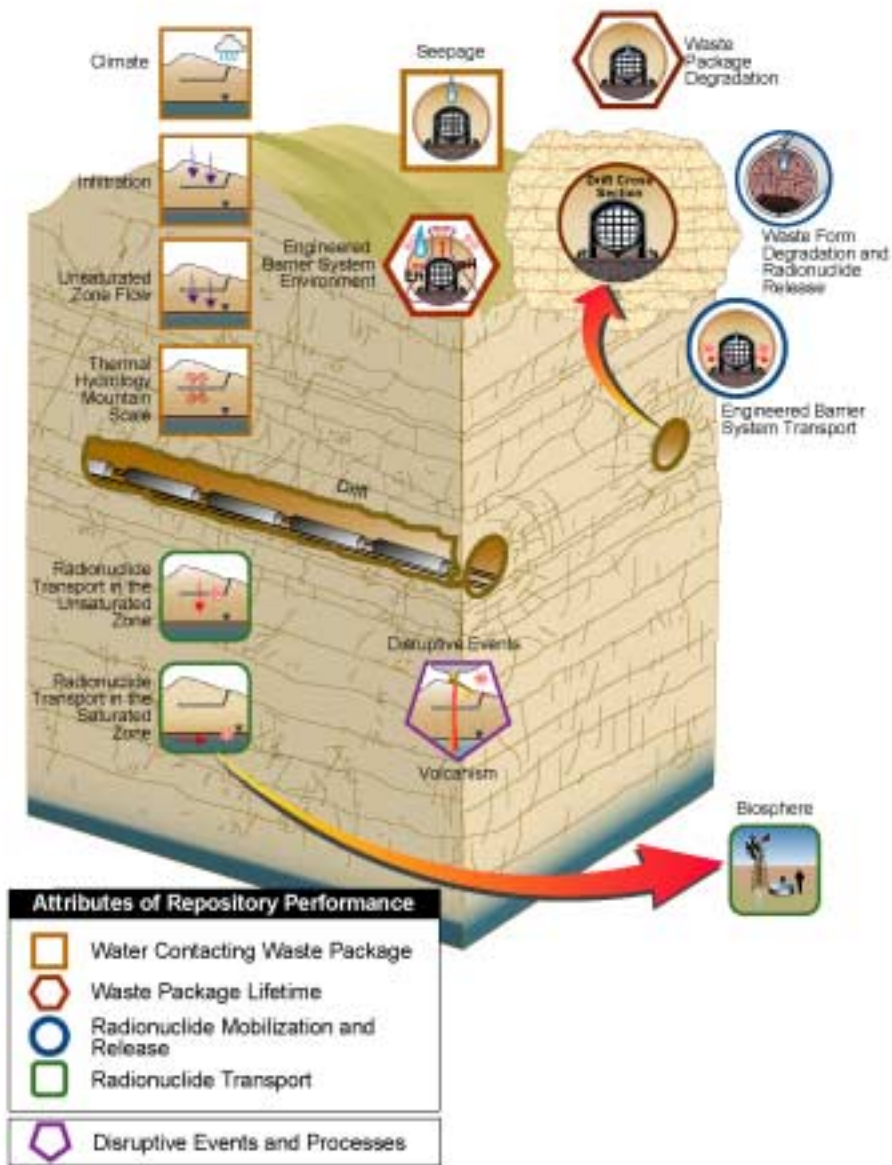 Climate
Seepage
Waste
Package
Degradation
Infiltration
Drift Cross
Section
Engineered
Barrier System
Environment
Waste Form
Degradation and
Radionuclide
Release
Unsaturated
Zone Flow
Thermal
Hydrology
Mountain
Scale
Engineered Barrier
System Transport
Drift
Radionuclide
Transport in the
Unsaturated
Zone
Disruptive Events
Radionuclide
Transport in the
Saturated
Zone
Volcanism
Biosphere
Attributes of Repository Performance
Water Contacting Waste Package
Waste Package Lifetime
Radionuclide Mobilization and
Release
Radionuclide Transport
Disruptive Events and Processes